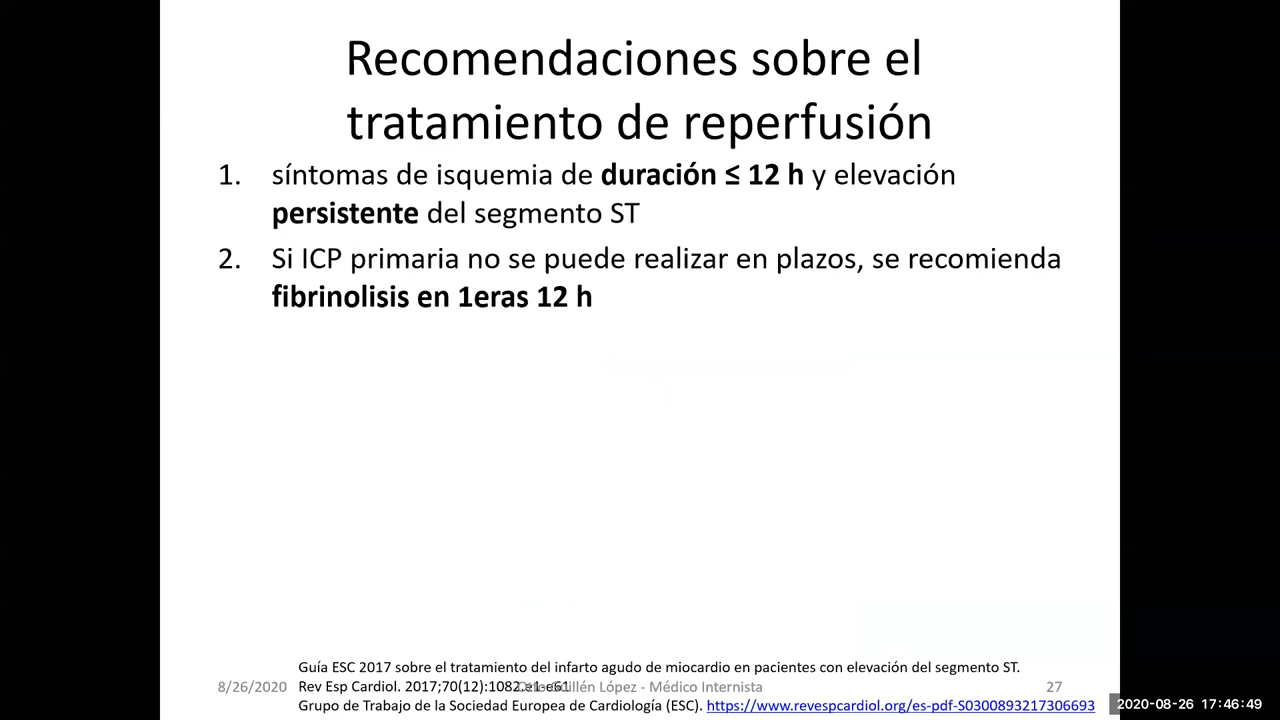 Recomendaciones sobre el
tratamiento de reperfusión
1. síntomas de isquemia de duración ≤ 12 h y elevación
persistente del segmento ST
2. Si ICP primaria no se puede realizar en plazos, se recomienda
fibrinolisis en 1eras 12 h
Guía ESC 2017 sobre el tratamiento del infarto agudo de miocardio en pacientes con elevación del segmento ST.
8/26/2020
Rev Esp Cardiol. 2017;70(12):1082.e1-e61
Guillén López - Médico Internista
27
Grupo de Trabajo de la Sociedad Europea de Cardiología (ESC). https://www.revespcardiol.org/es-pdf-S0300893217306693
2020-08-26 17:46:49